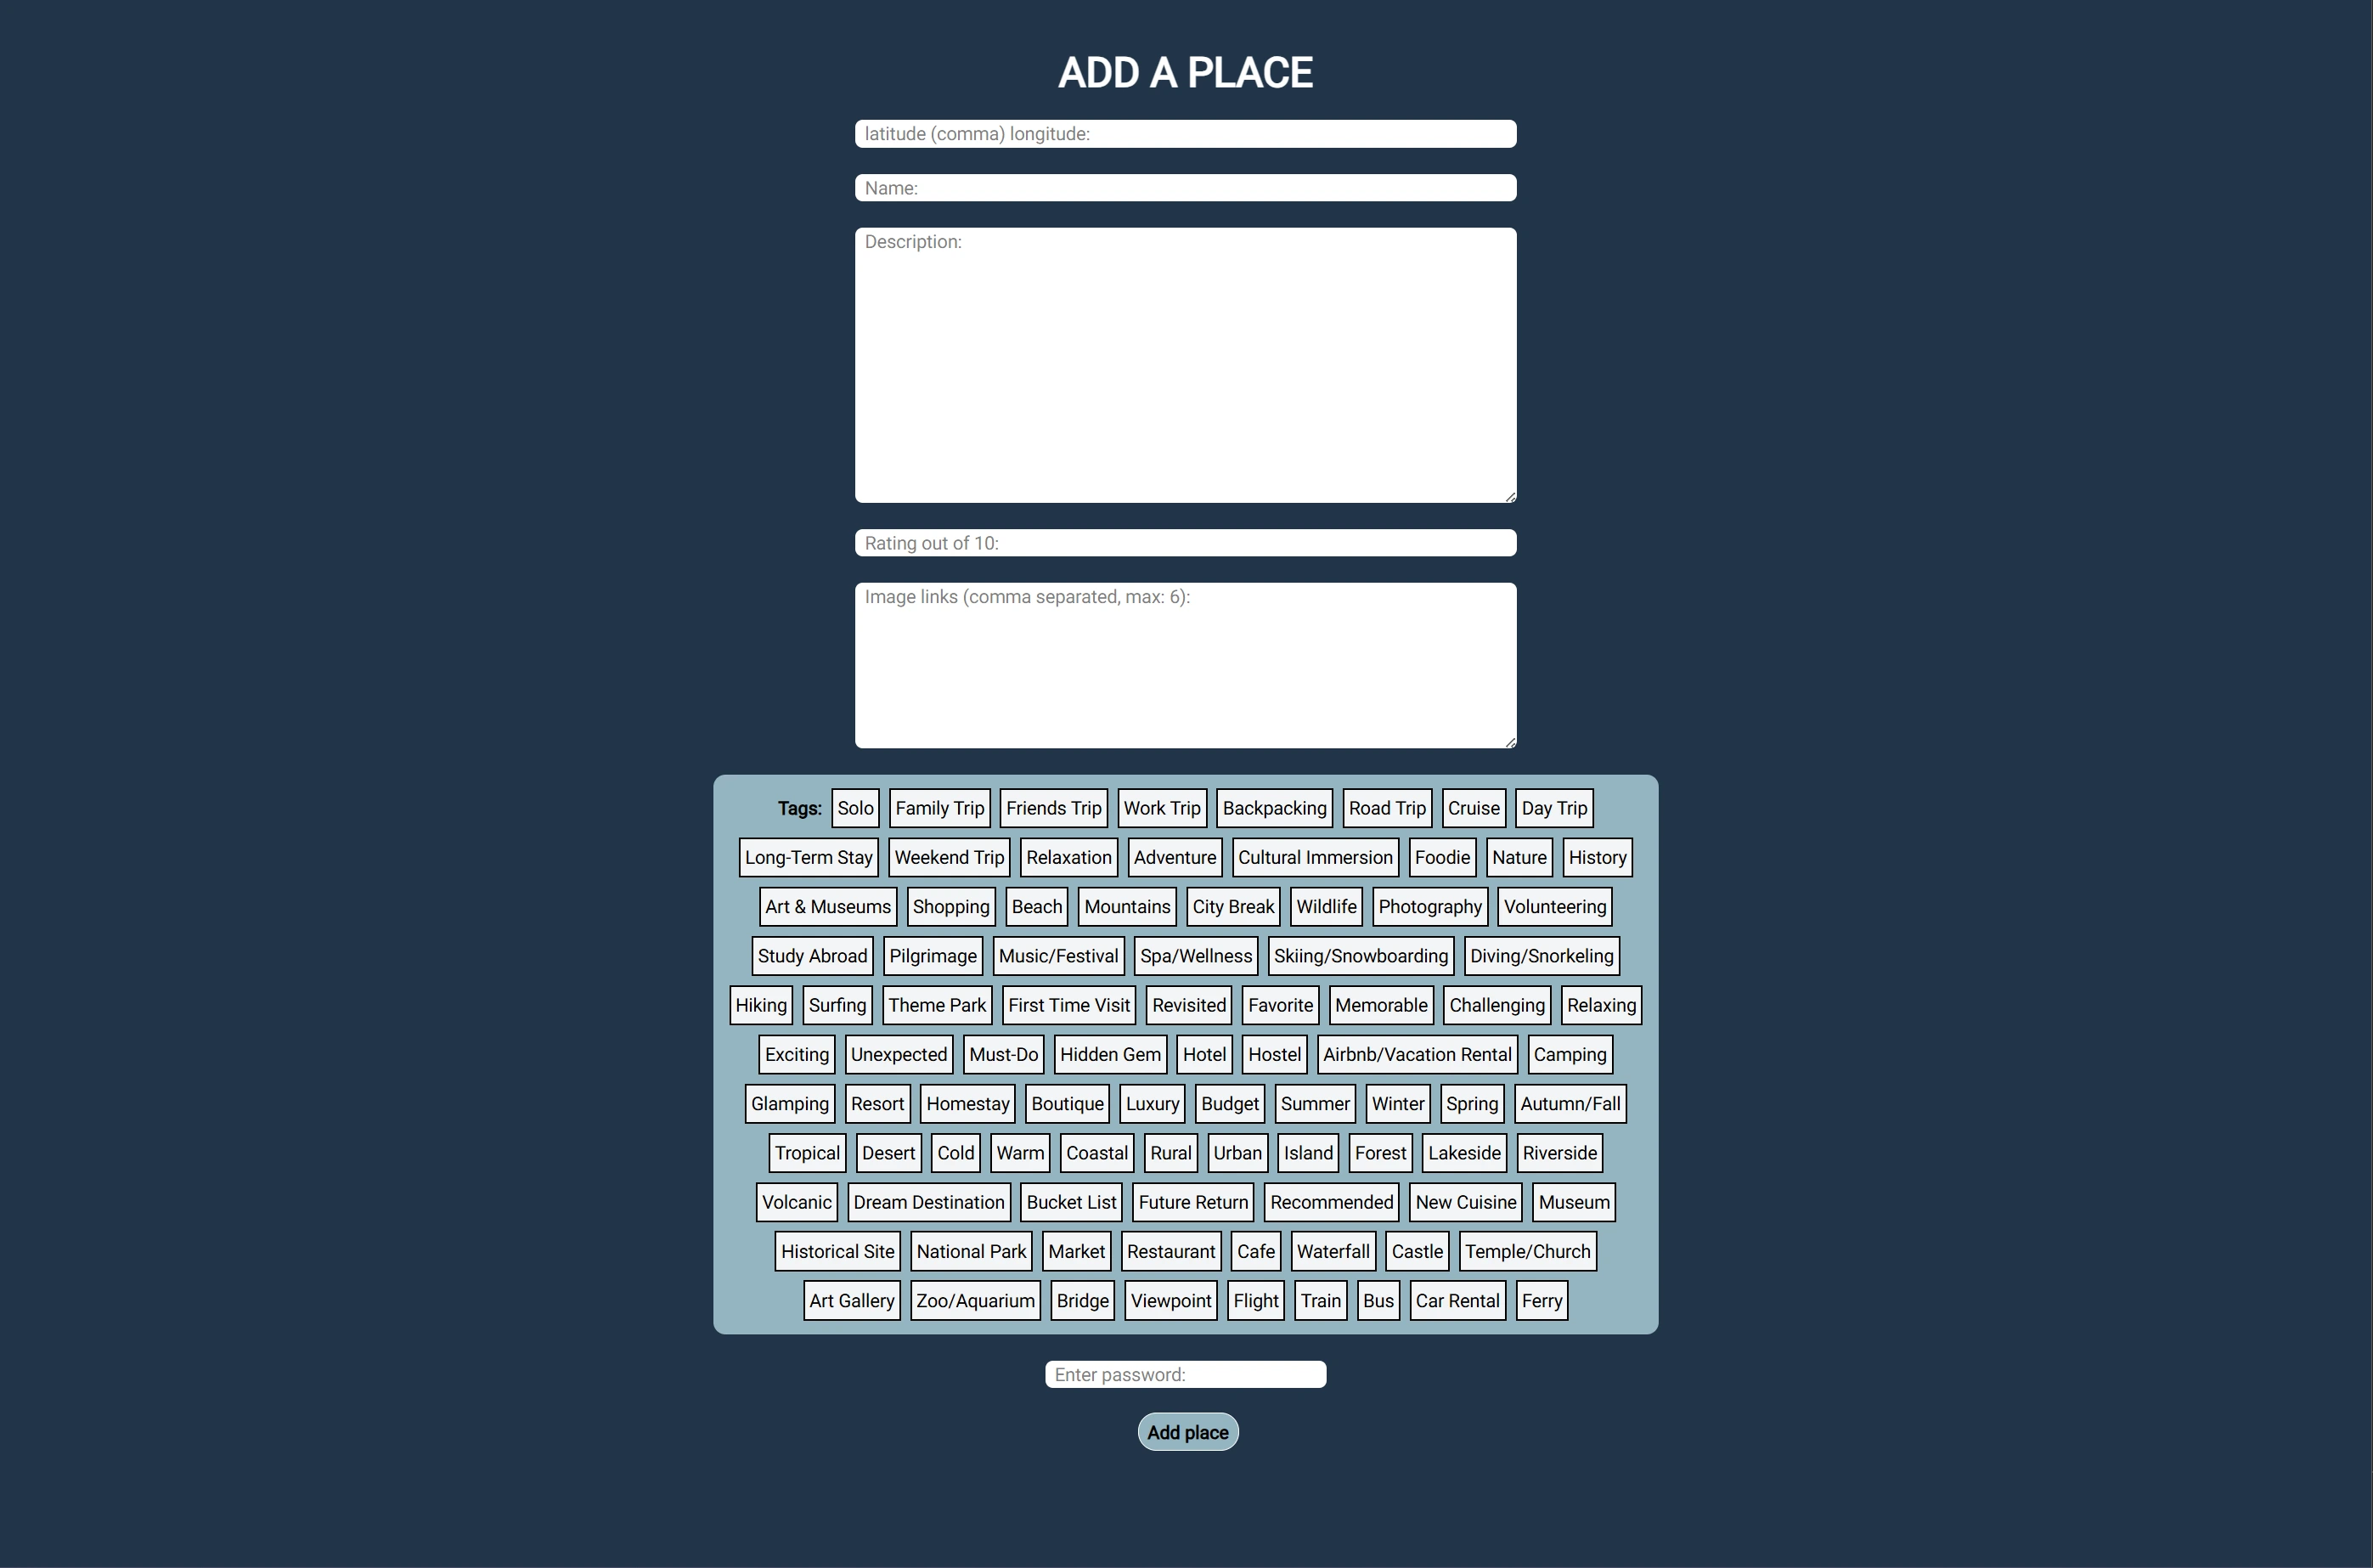 ADD A PLACE
latitude (comma) longitude:
Name:
Description:
Rating out of 10:
Image links (comma separated, max: 6):
Tags: Solo Family Trip Friends Trip Work Trip Backpacking Road Trip Cruise Day Trip
Long-Term Stay Weekend Trip Relaxation Adventure Cultural Immersion Foodie Nature History
Art & Museums Shopping Beach Mountains City Break Wildlife Photography Volunteering
Study Abroad Pilgrimage Music/Festival Spa/Wellness Skiing/Snowboarding Diving/Snorkeling
Hiking Surfing Theme Park First Time Visit Revisited Favorite Memorable Challenging Relaxing
Exciting Unexpected Must-Do Hidden Gem Hotel Hostel Airbnb/Vacation Rental Camping
Glamping Resort Homestay Boutique Luxury Budget Summer Winter Spring Autumn/Fall
Tropical Desert Cold Warm Coastal Rural Urban Island Forest Lakeside Riverside
Volcanic Dream Destination Bucket List Future Return Recommended New Cuisine Museum
Historical Site National Park Market Restaurant Cafe Waterfall Castle Temple/Church
Art Gallery Zoo/Aquarium Bridge Viewpoint Flight Train Bus Car Rental Ferry
Enter password:
Add place